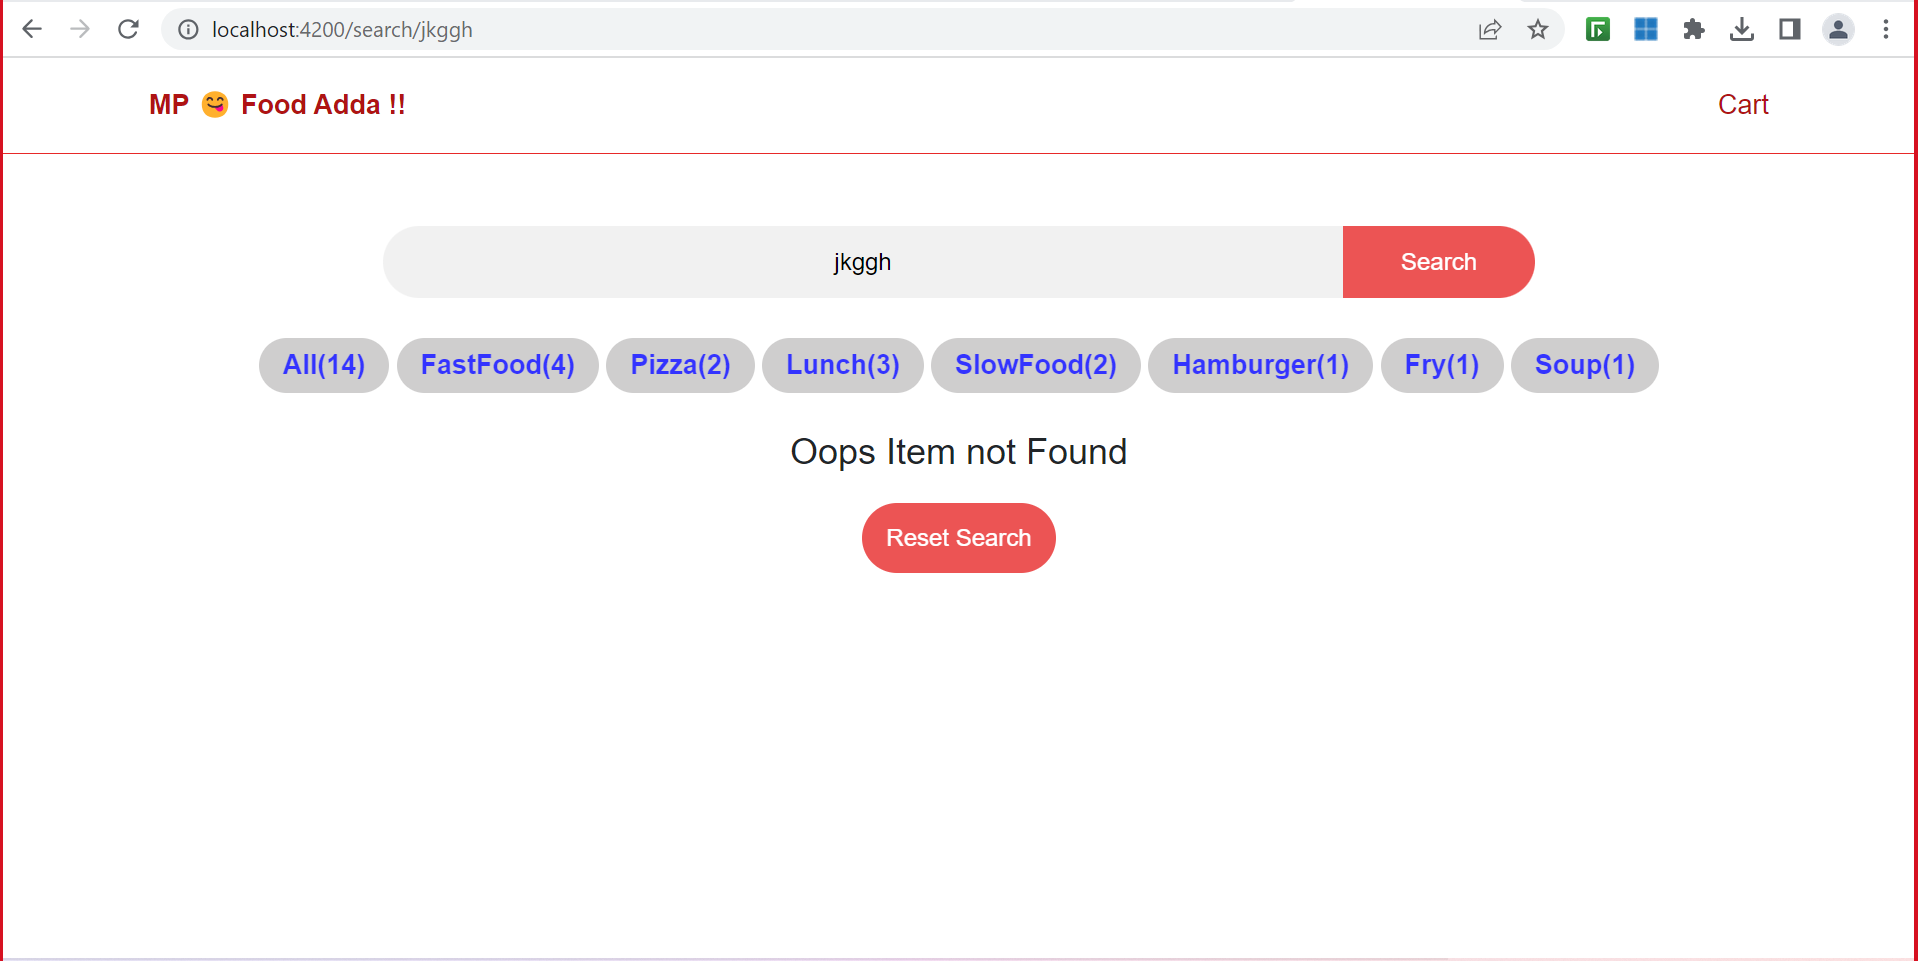 localhost:4200/search/jkggh
MP 😋 Food Adda !!
Cart
jkggh
Search
All(14) FastFood(4) Pizza(2) Lunch(3) SlowFood(2) Hamburger(1) Fry(1) Soup(1)
Oops Item not Found
Reset Search